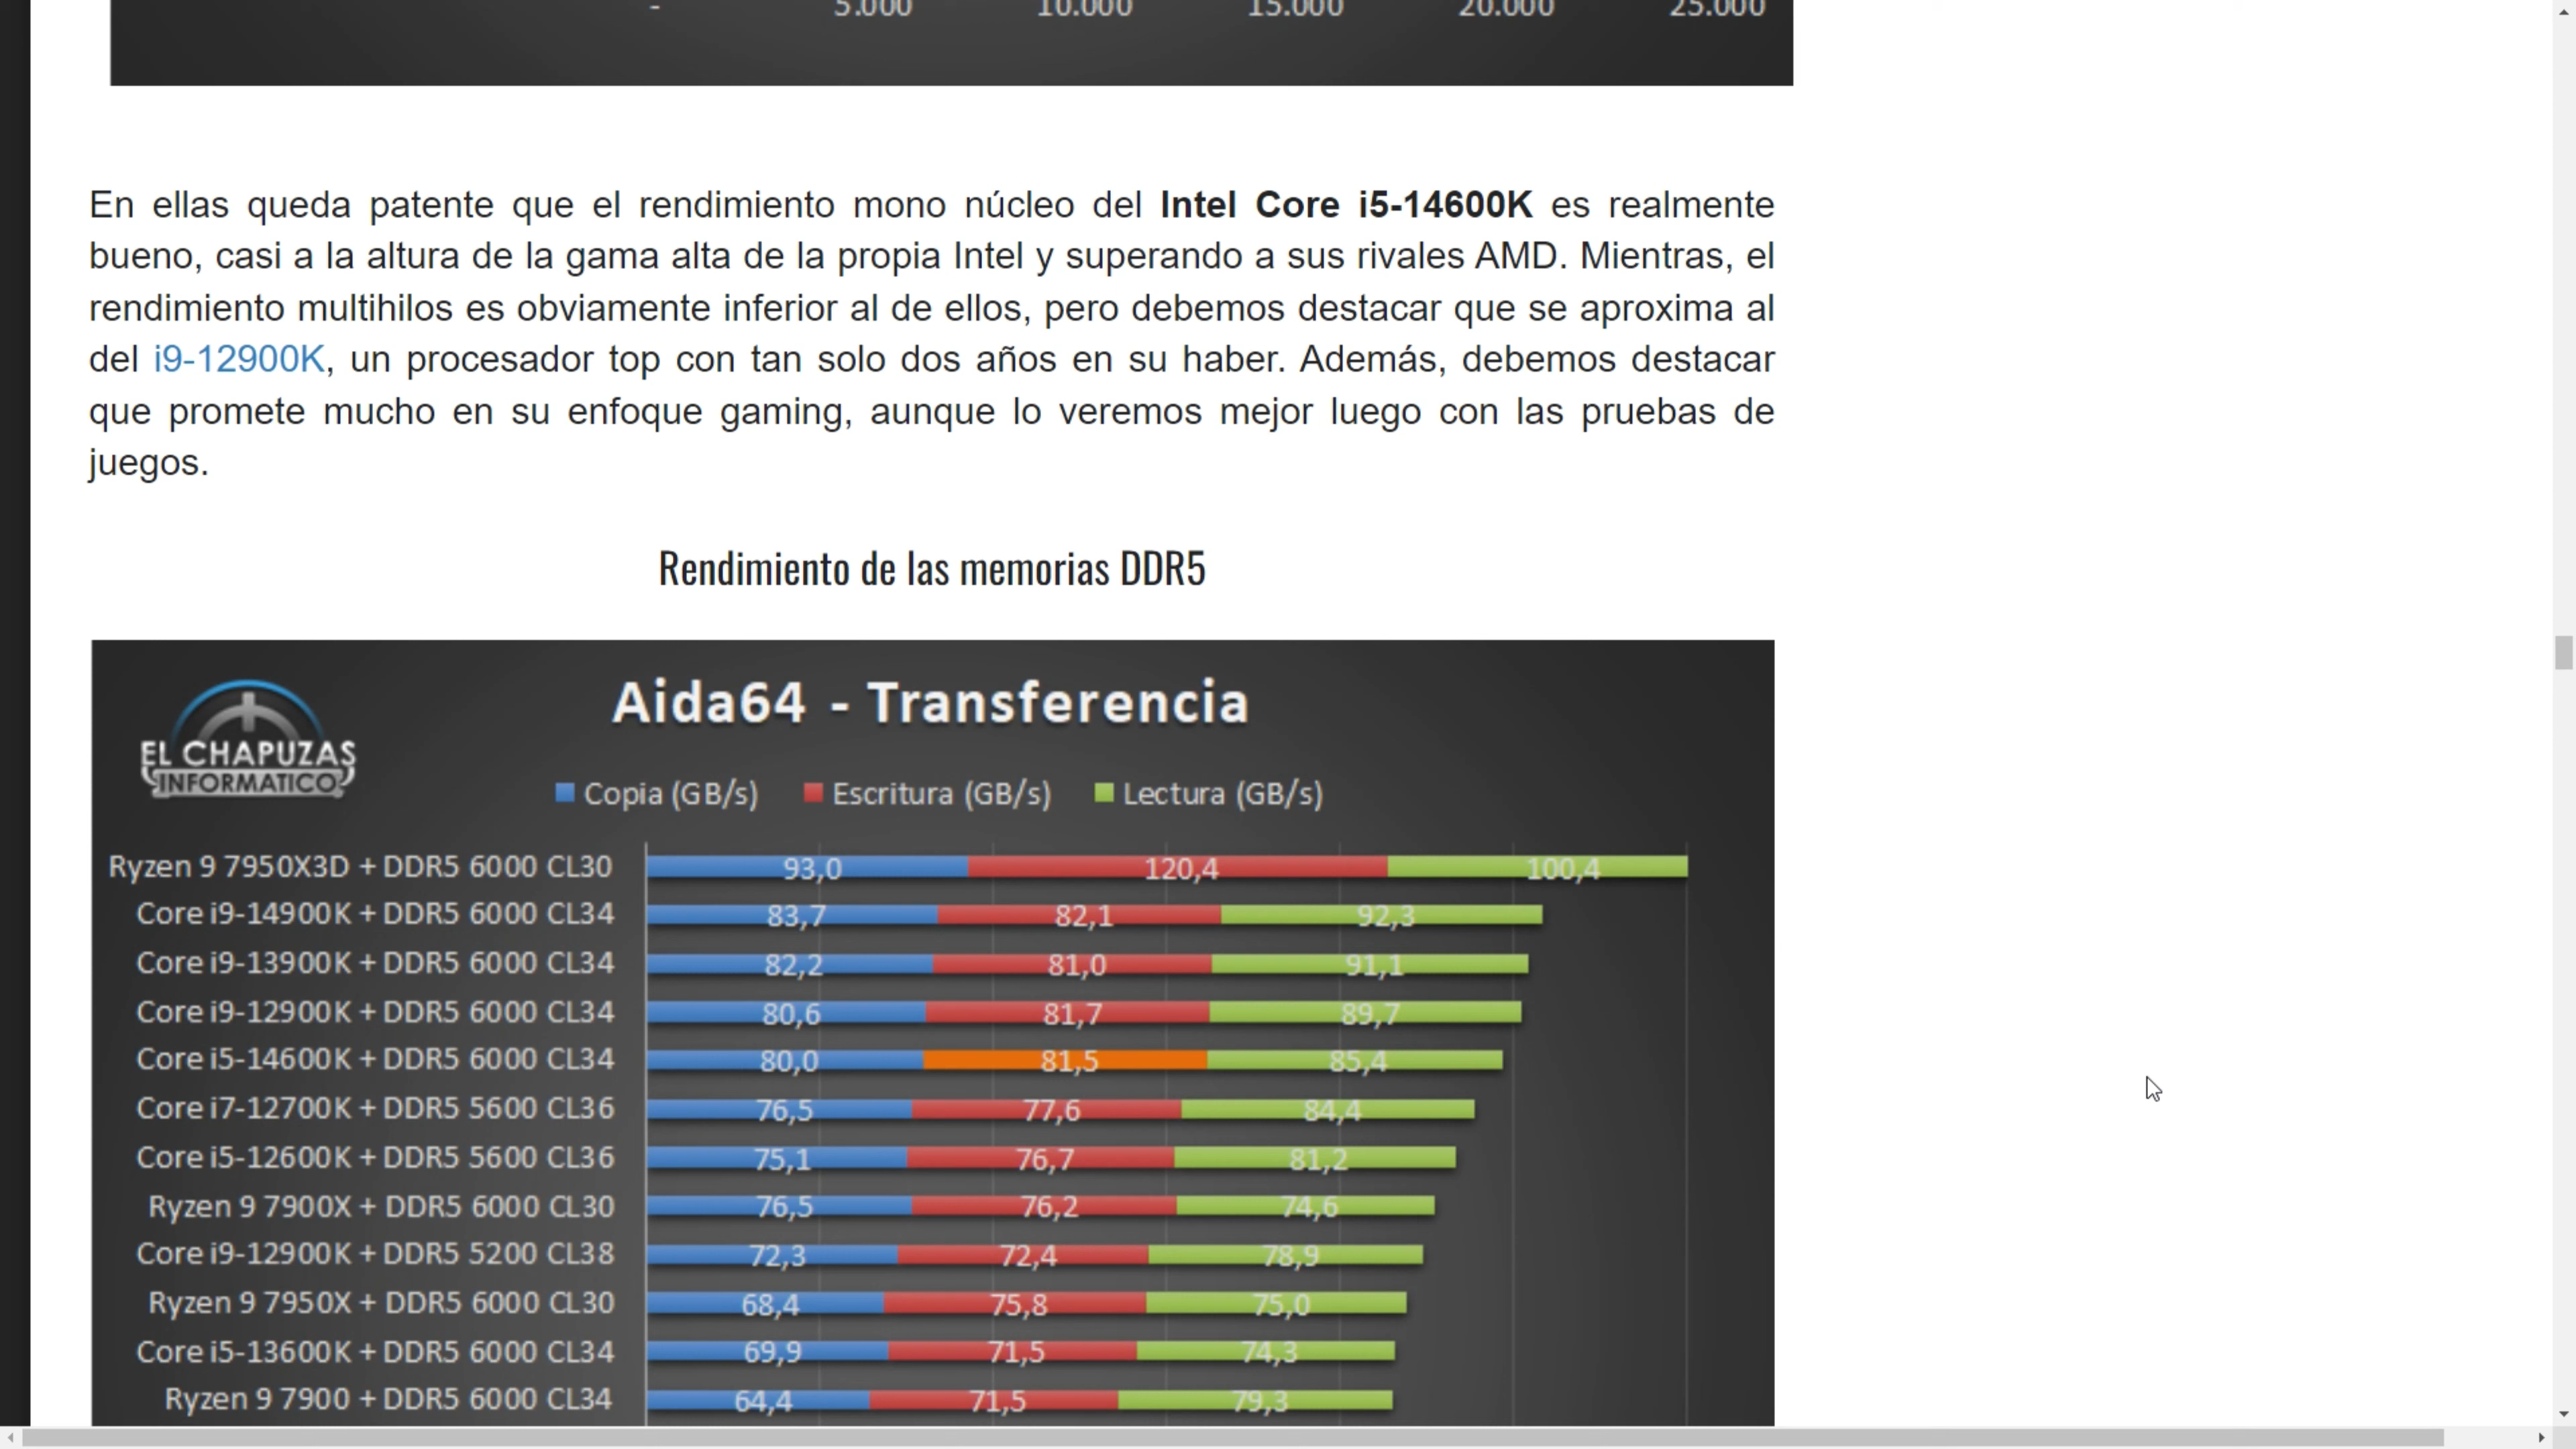 - 5.000 10.000 15.000 20.000 25.000
En ellas queda patente que el rendimiento mono núcleo del Intel Core i5-14600K es realmente
bueno, casi a la altura de la gama alta de la propia Intel y superando a sus rivales AMD. Mientras, el
rendimiento multihilos es obviamente inferior al de ellos, pero debemos destacar que se aproxima al
del i9-12900K, un procesador top con tan solo dos años en su haber. Además, debemos destacar
que promete mucho en su enfoque gaming, aunque lo veremos mejor luego con las pruebas de
juegos.
Rendimiento de las memorias DDR5
Aida64 - Transferencia
EL CHAPUZAS
INFORMATICO
Copia (GB/s) Escritura (GB/s) Lectura (GB/s)
Ryzen 9 7950X3D + DDR5 6000 CL30 93,0 120,4 100,4
Core i9-14900K + DDR5 6000 CL34 83,7 82,1 92,3
Core i9-13900K + DDR5 6000 CL34 82,2 81,0 91,1
Core i9-12900K + DDR5 6000 CL34 80,6 81,7 89,7
Core i5-14600K + DDR5 6000 CL34 80,0 81,5 85,4
Core i7-12700K + DDR5 5600 CL36 76,5 77,6 84,4
Core i5-12600K + DDR5 5600 CL36 75,1 76,7 81,2
Ryzen 9 7900X + DDR5 6000 CL30 76,5 76,2 74,6
Core i9-12900K + DDR5 5200 CL38 72,3 72,4 78,9
Ryzen 9 7950X + DDR5 6000 CL30 68,4 75,8 75,0
Core i5-13600K + DDR5 6000 CL34 69,9 71,5 74,3
Ryzen 9 7900 + DDR5 6000 CL34 64,4 71,5 79,3